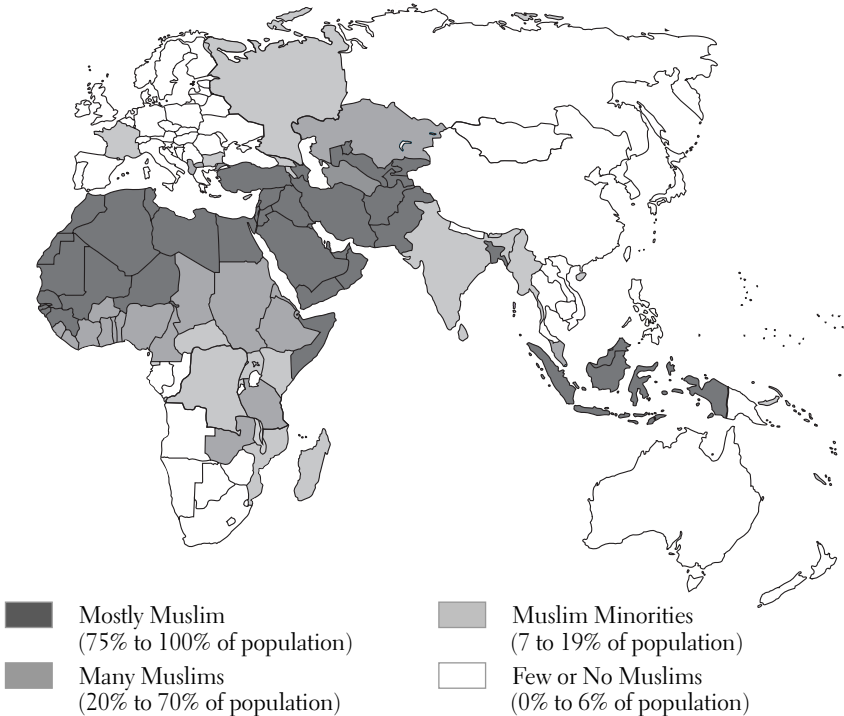 Mostly Muslim
(75% to 100% of population)
Many Muslims
(20% to 70% of population)
Muslim Minorities
(7 to 19% of population)
Few or No Muslims
(0% to 6% of population)